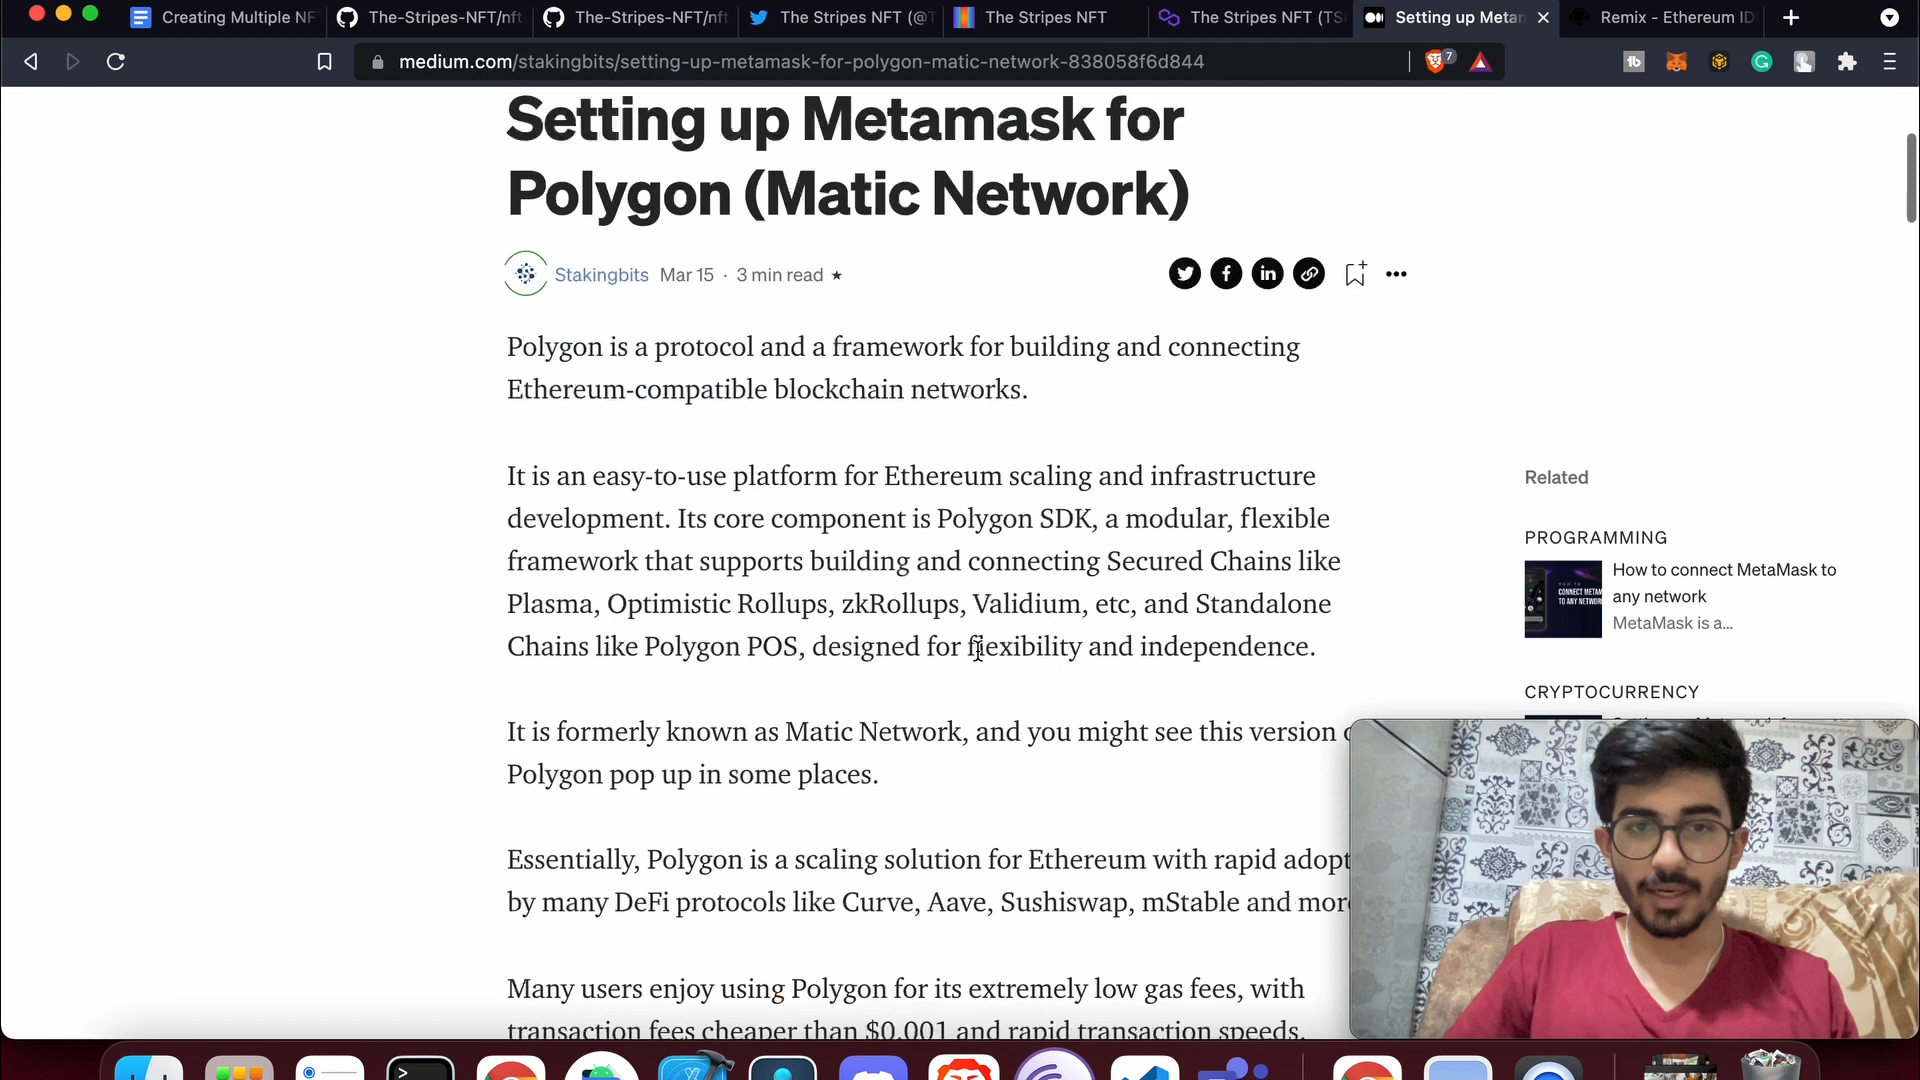 Creating Multiple NF
The-Stripes-NFT/nft
The-Stripes-NFT/nft
The Stripes NFT (@T
The Stripes NFT
The Stripes NFT (TS
Setting up Metam
Remix - Ethereum ID
medium.com/stakingbits/setting-up-metamask-for-polygon-matic-network-838058f6d844
7
Setting up Metamask for
Polygon (Matic Network)
Stakingbits Mar 15 · 3 min read ★
Polygon is a protocol and a framework for building and connecting
Ethereum-compatible blockchain networks.
It is an easy-to-use platform for Ethereum scaling and infrastructure
development. Its core component is Polygon SDK, a modular, flexible
framework that supports building and connecting Secured Chains like
Plasma, Optimistic Rollups, zkRollups, Validium, etc, and Standalone
Chains like Polygon POS, designed for flexibility and independence.
It is formerly known as Matic Network, and you might see this version
Polygon pop up in some places.
Essentially, Polygon is a scaling solution for Ethereum with rapid adopt
by many DeFi protocols like Curve, Aave, Sushiswap, mStable and more
Many users enjoy using Polygon for its extremely low gas fees, with
transaction fees cheaper than $0.001 and rapid transaction speeds.
Related
PROGRAMMING
How to connect MetaMask to
any network
MetaMask is a...
CRYPTOCURRENCY